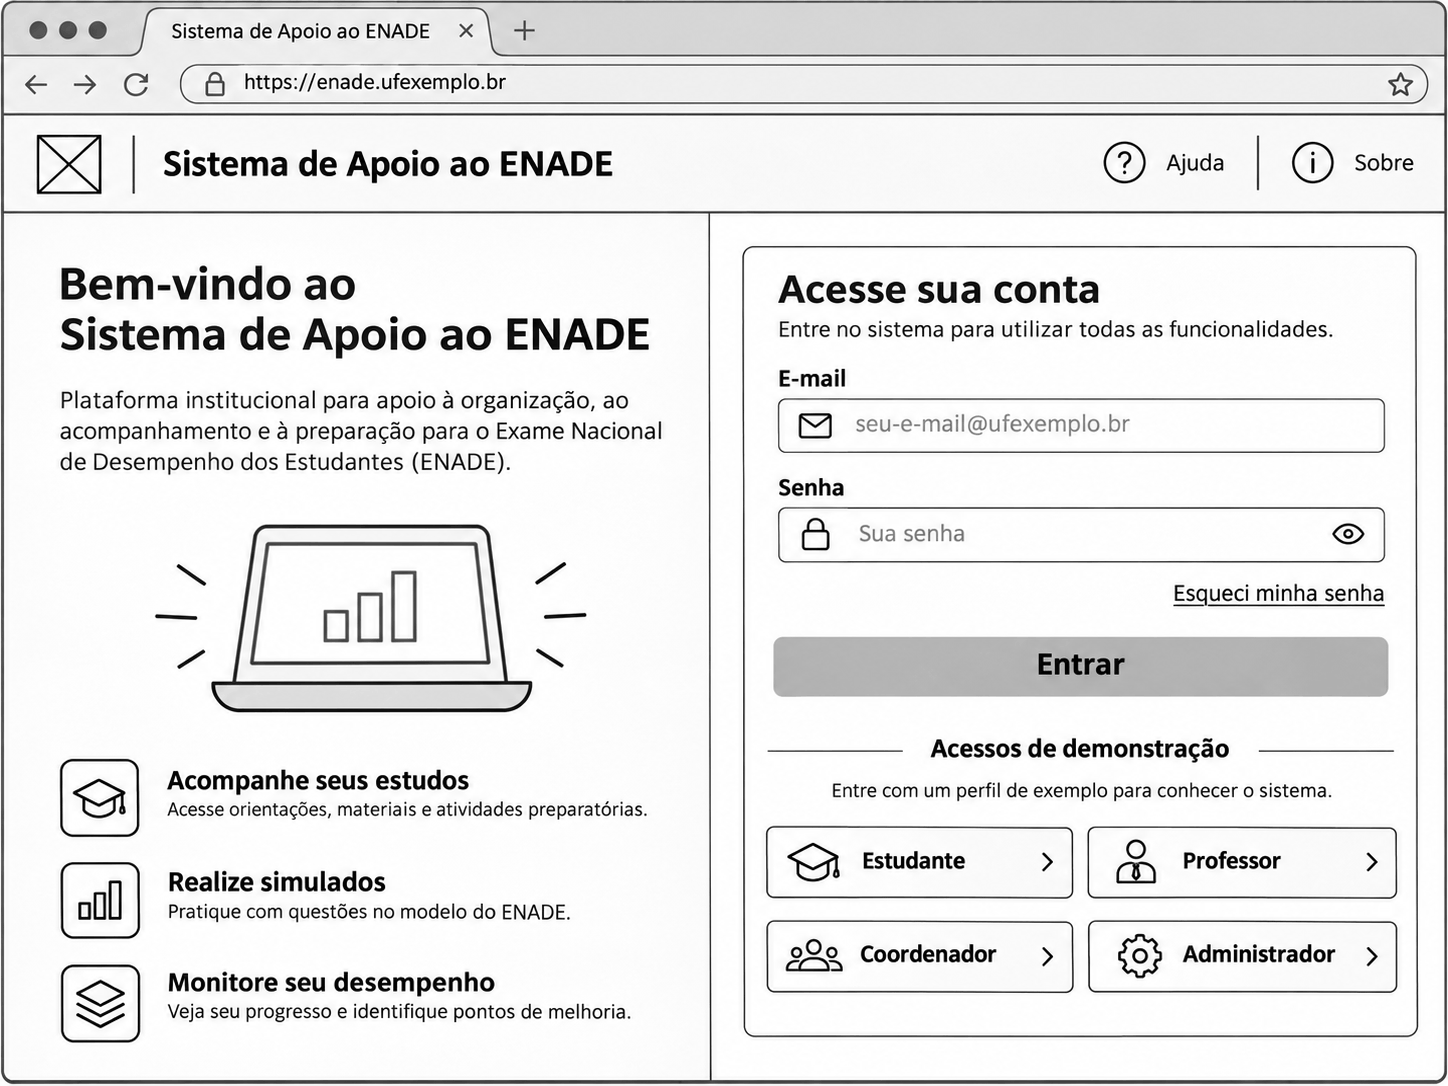 Sistema de Apoio ao ENADE
https://enade.ufexemplo.br
Sistema de Apoio ao ENADE
Ajuda
Sobre
Bem-vindo ao
Sistema de Apoio ao ENADE
Plataforma institucional para apoio à organização, ao
acompanhamento e à preparação para o Exame Nacional
de Desempenho dos Estudantes (ENADE).
Acompanhe seus estudos
Acesse orientações, materiais e atividades preparatórias.
Realize simulados
Pratique com questões no modelo do ENADE.
Monitore seu desempenho
Veja seu progresso e identifique pontos de melhoria.
Acesse sua conta
Entre no sistema para utilizar todas as funcionalidades.
E-mail
seu-e-mail@ufexemplo.br
Senha
Sua senha
Esqueci minha senha
Entrar
Acessos de demonstração
Entre com um perfil de exemplo para conhecer o sistema.
Estudante
Professor
Coordenador
Administrador